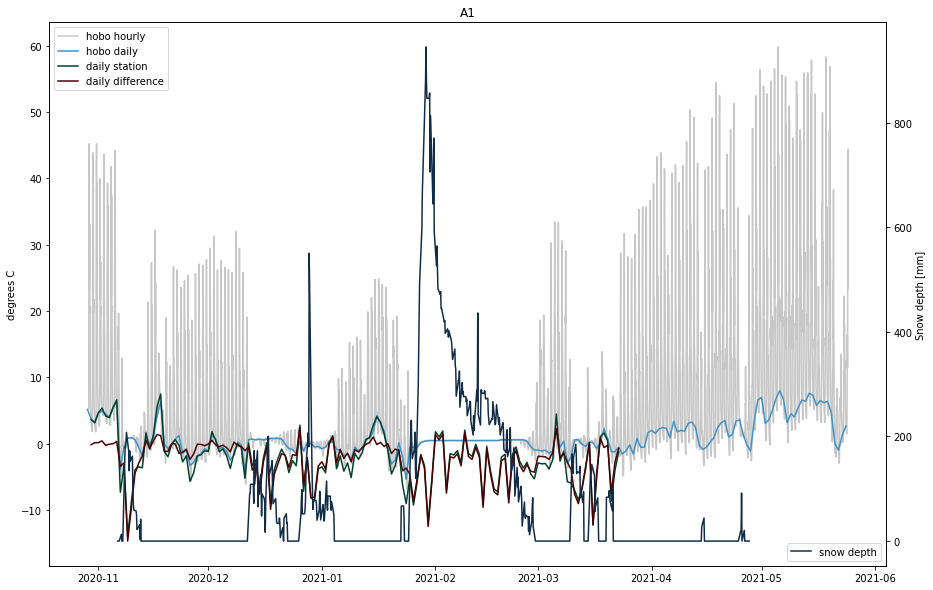 A1
hobo hourly
hobo daily
daily station
daily difference
60
50
40
30
20
10
0
−10
degrees C
800
600
400
200
0
Snow depth [mm]
snow depth
2020-11
2020-12
2021-01
2021-02
2021-03
2021-04
2021-05
2021-06